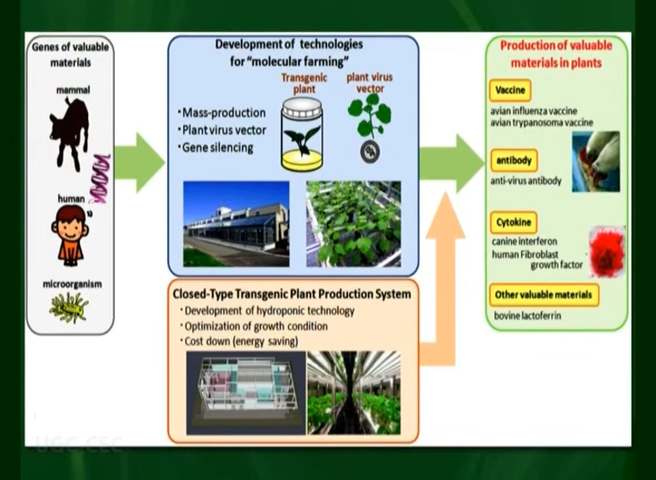 Genes of valuable
materials
mammal
human
microorganism
Development of technologies
for "molecular farming"
Transgenic
plant
plant virus
vector
・Mass-production
・Plant virus vector
・Gene silencing
Closed-Type Transgenic Plant Production System
・Development of hydroponic technology
・Optimization of growth condition
・Cost down (energy saving)
Production of valuable
materials in plants
Vaccine
avian influenza vaccine
avian trypanosoma vaccine
antibody
anti-virus antibody
Cytokine
canine interferon
human Fibroblast
growth factor
Other valuable materials
bovine lactoferrin
UGC-CEC